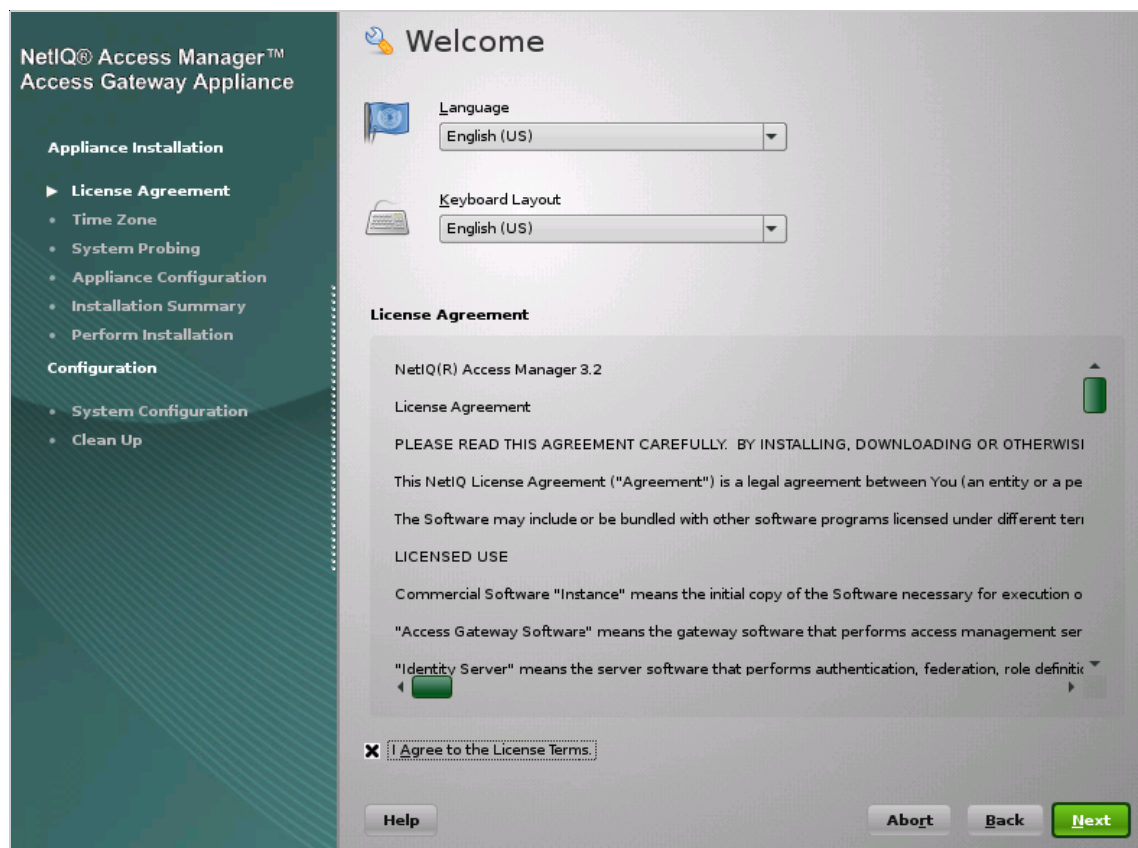 NetIQ® Access Manager™
Access Gateway Appliance
Appliance Installation
License Agreement
Time Zone
System Probing
Appliance Configuration
Installation Summary
Perform Installation
Configuration
System Configuration
Clean Up
Welcome
Language
English (US)
Keyboard Layout
English (US)
License Agreement
NetIQ(R) Access Manager 3.2
License Agreement
PLEASE READ THIS AGREEMENT CAREFULLY.  BY INSTALLING, DOWNLOADING OR
This NetIQ License Agreement ("Agreement") is a legal agreement between You (an entity or a pe
The Software may include or be bundled with other software programs licensed under different
LICENSED USE
Commercial Software "Instance" means the initial copy of the Software necessary for execution o
"Access Gateway Software" means the gateway software that performs access management ser
"Identity Server" means the server software that performs authentication, federation, role
I Agree to the License Terms.
Help
Abort
Back
Next